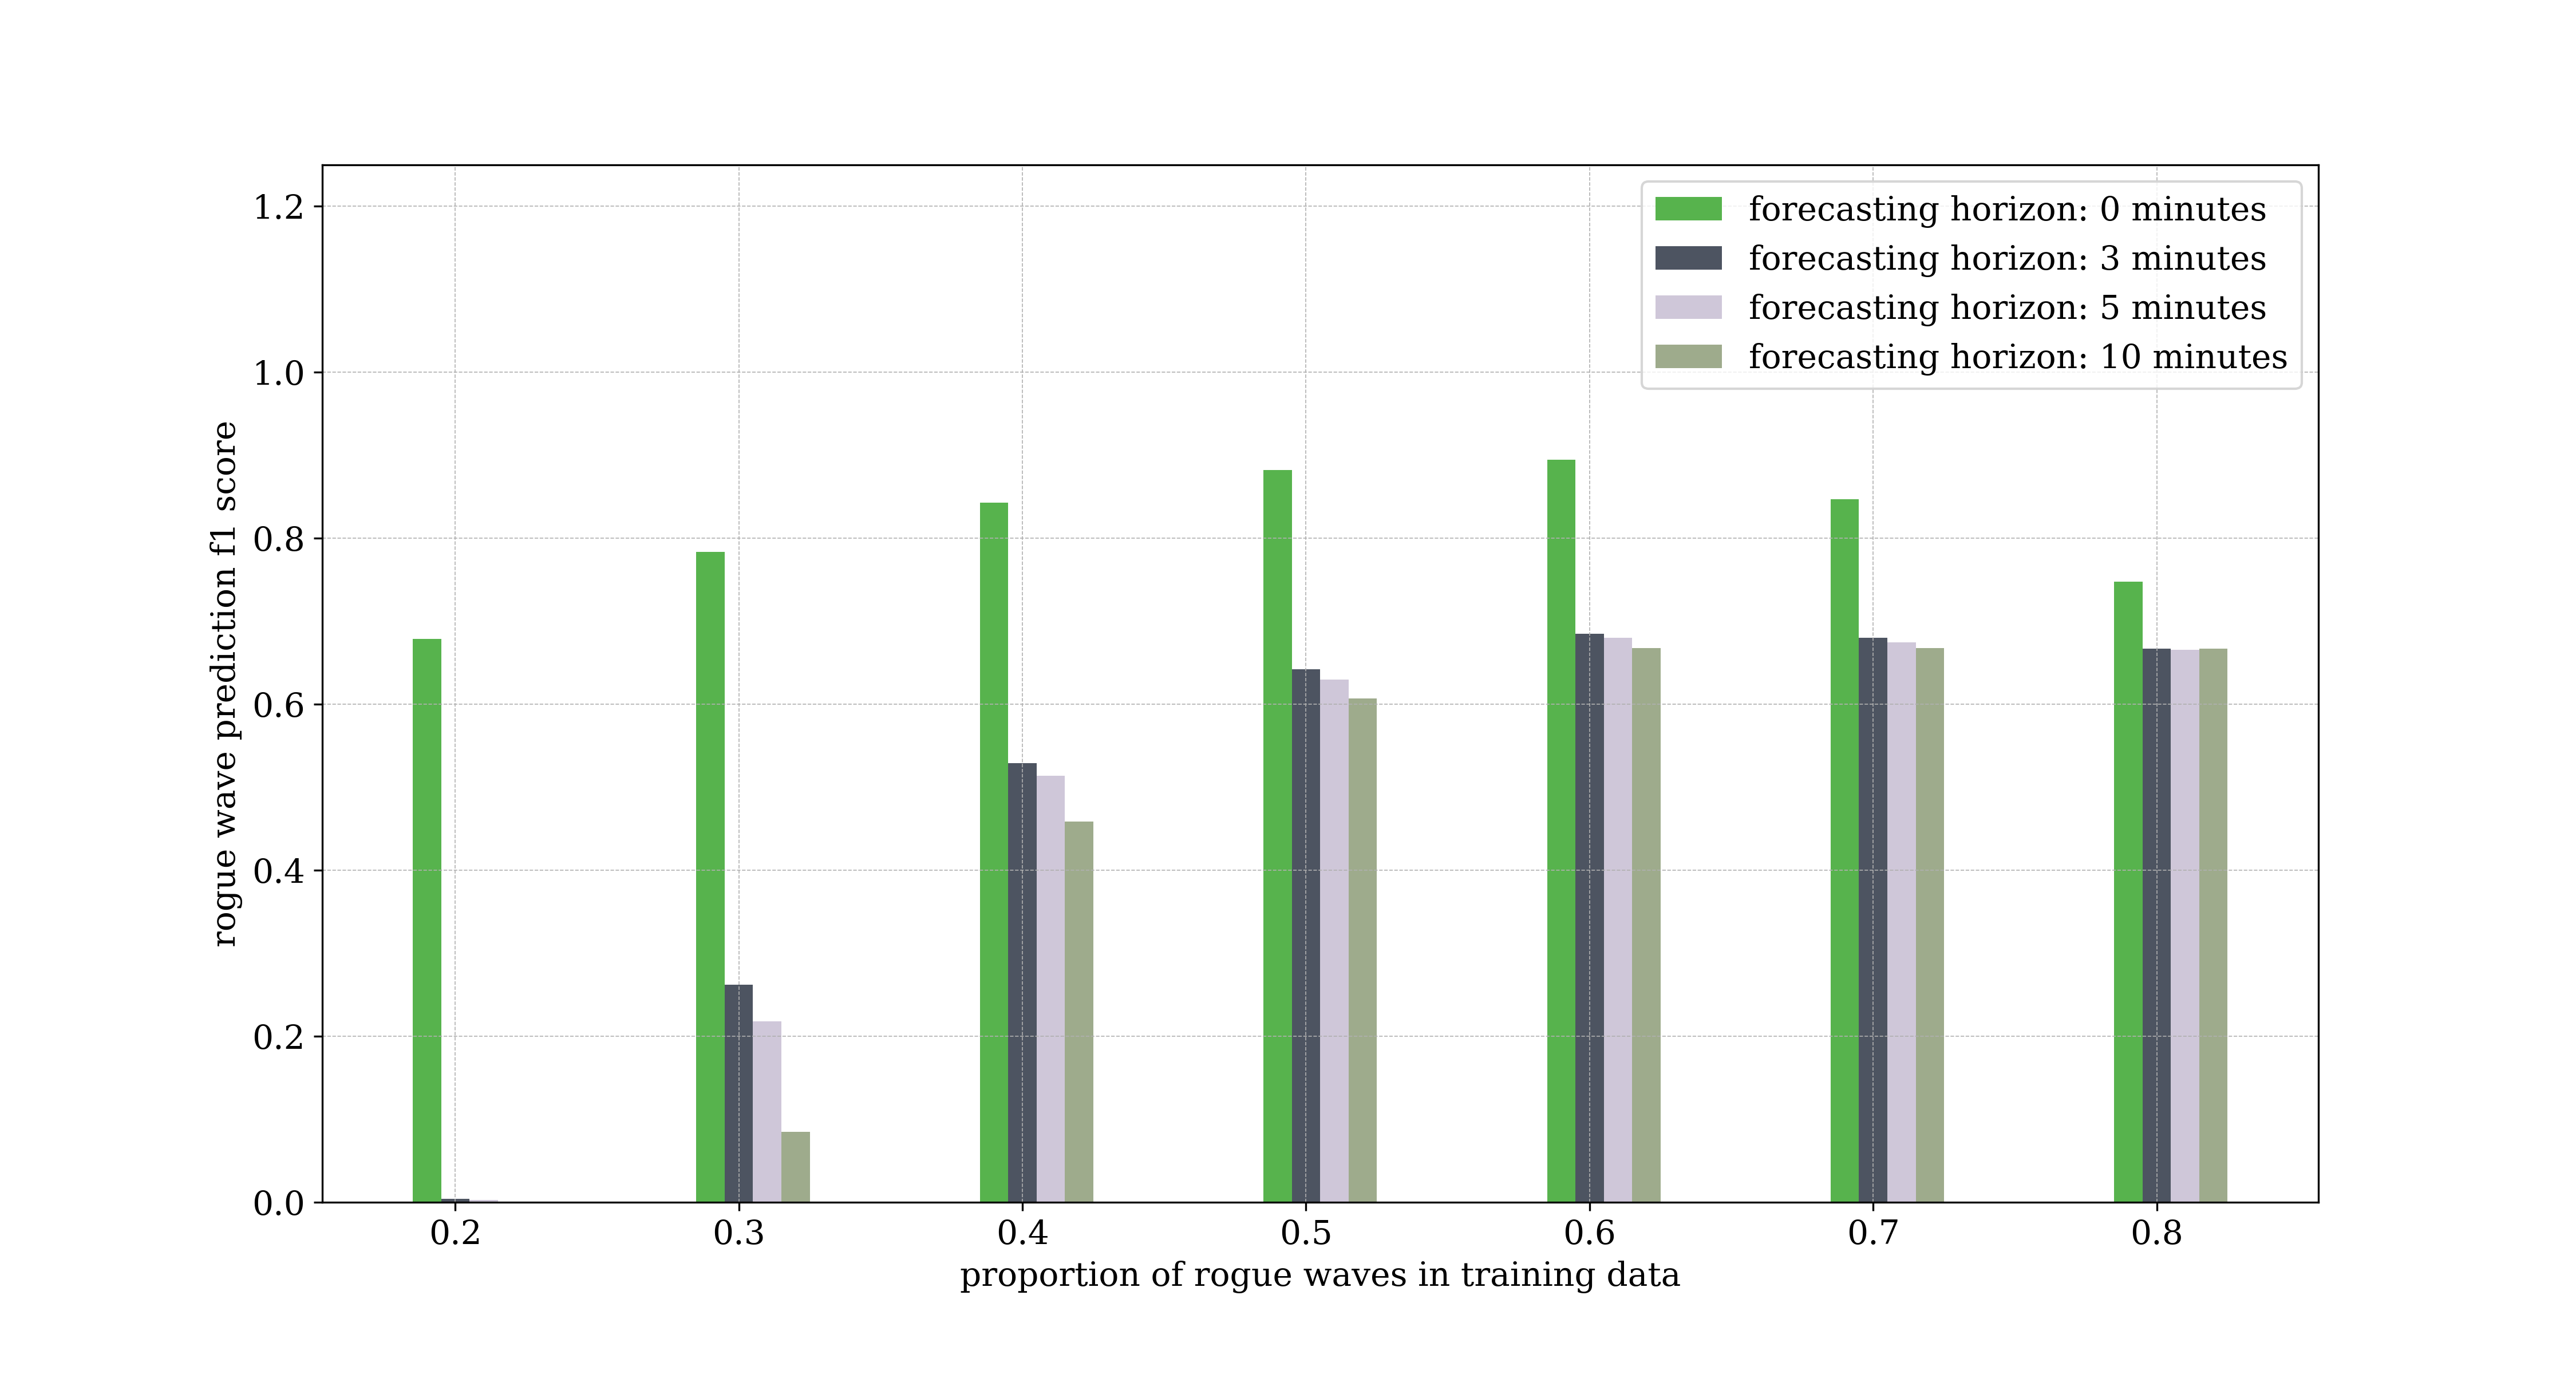 forecasting horizon: 0 minutes
forecasting horizon: 3 minutes
forecasting horizon: 5 minutes
forecasting horizon: 10 minutes
rogue wave prediction f1 score
1.2
1.0
0.8
0.6
0.4
0.2
0.0
0.2 0.3 0.4 0.5 0.6 0.7 0.8
proportion of rogue waves in training data